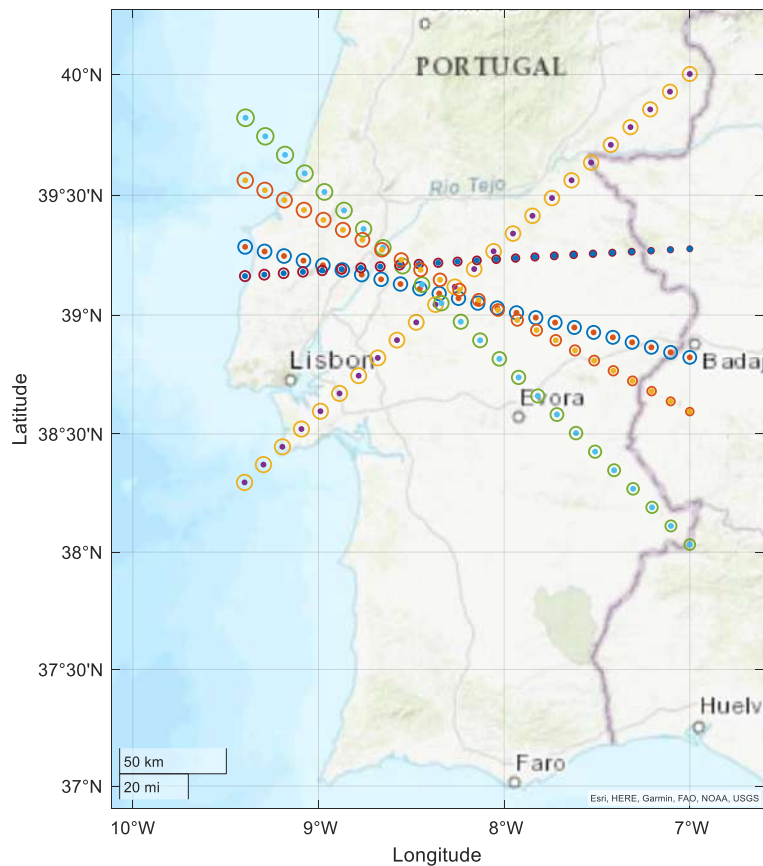 40°N
PORTUGAL
39°30'N
Rio Tejo
39°N
Lisbon
Badaj
38°30'N
Evora
38°N
37°30'N
Huelv
37°N
Faro
50 km
20 mi
Esri, HERE, Garmin, FAO, NOAA, USGS
10°W 9°W 8°W 7°W
Longitude
Latitude